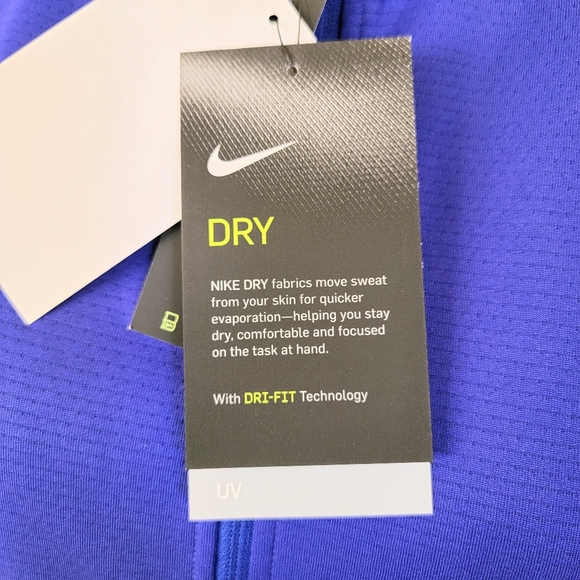 DRY
NIKE DRY fabrics move sweat
from your skin for quicker
evaporation—helping you stay
dry, comfortable and focused
on the task at hand.
With DRI-FIT Technology
UV